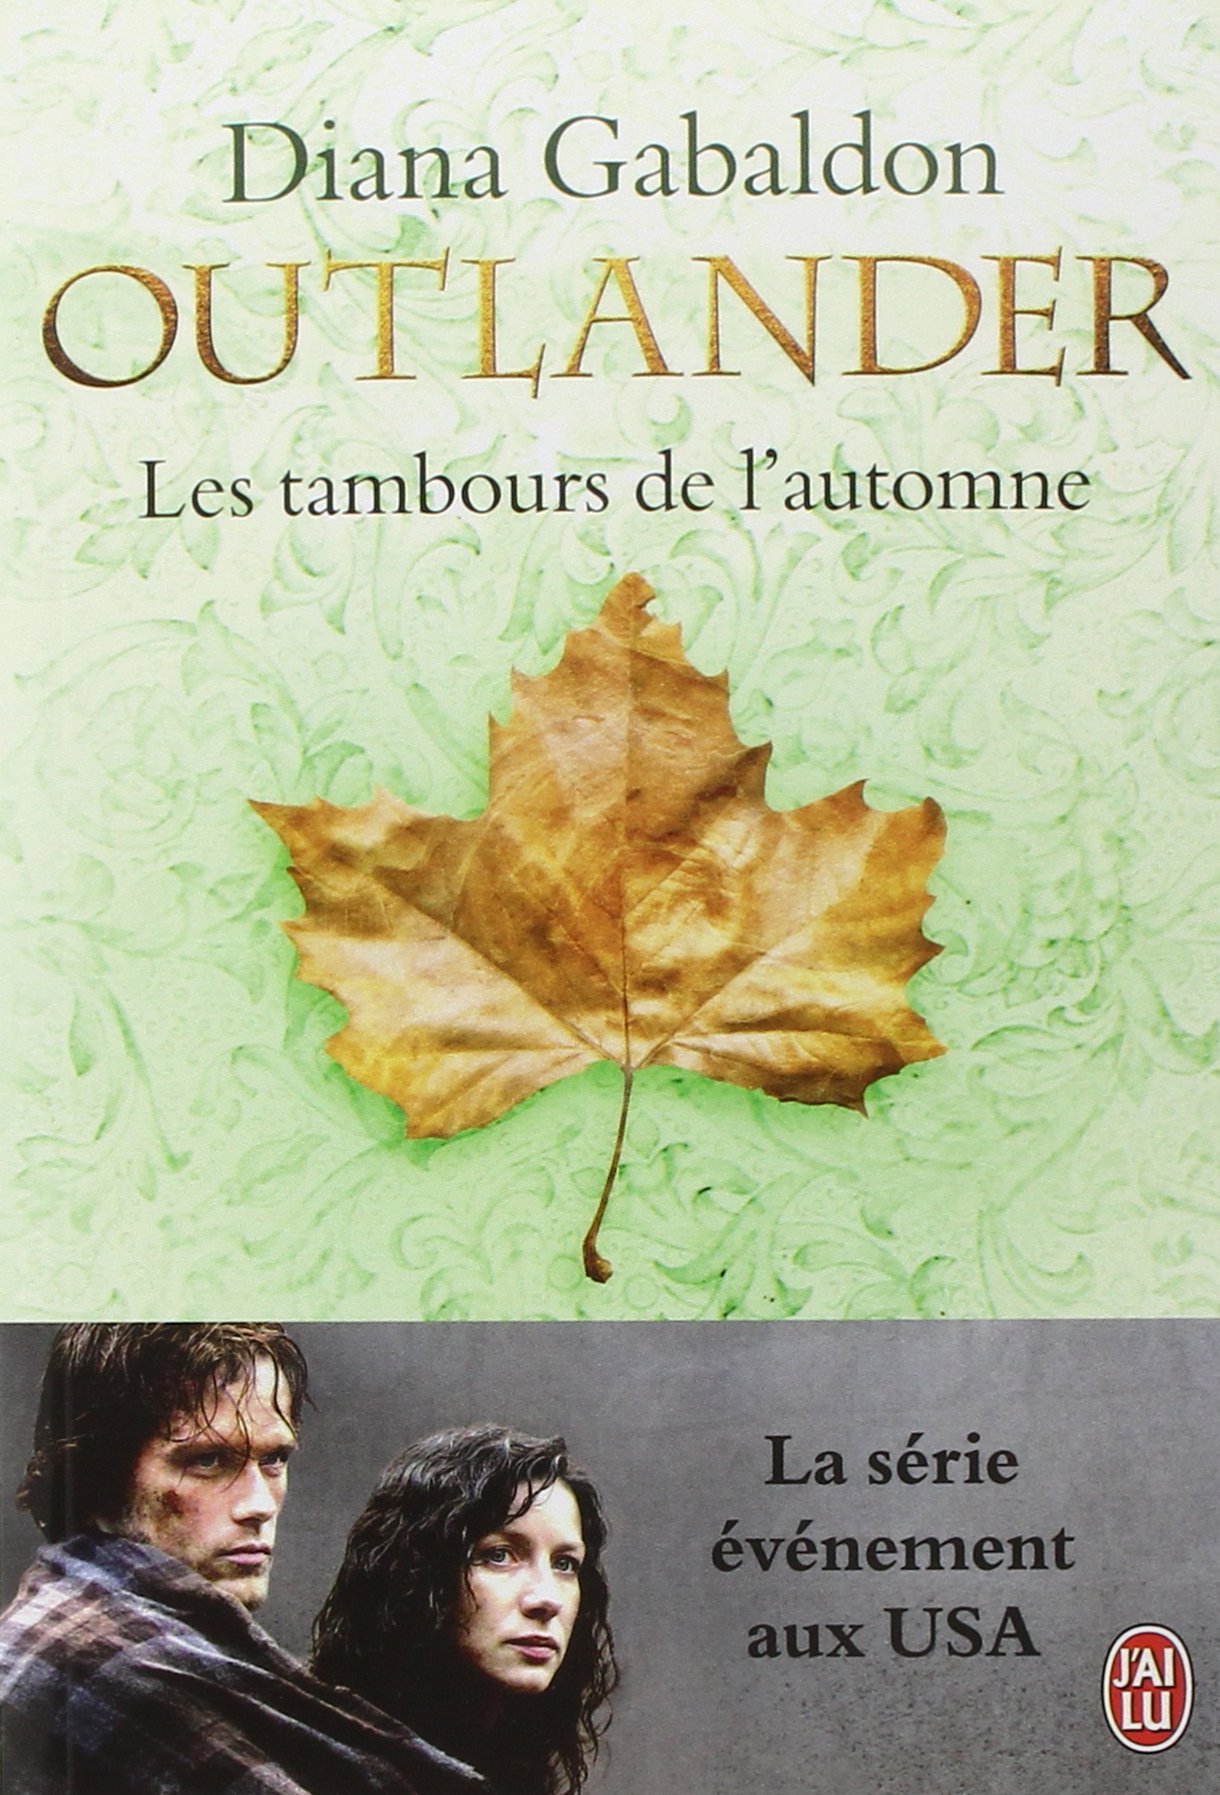 Diana Gabaldon
OUTLANDER
Les tambours de l'automne
La série
événement
aux USA
J'AI
LU